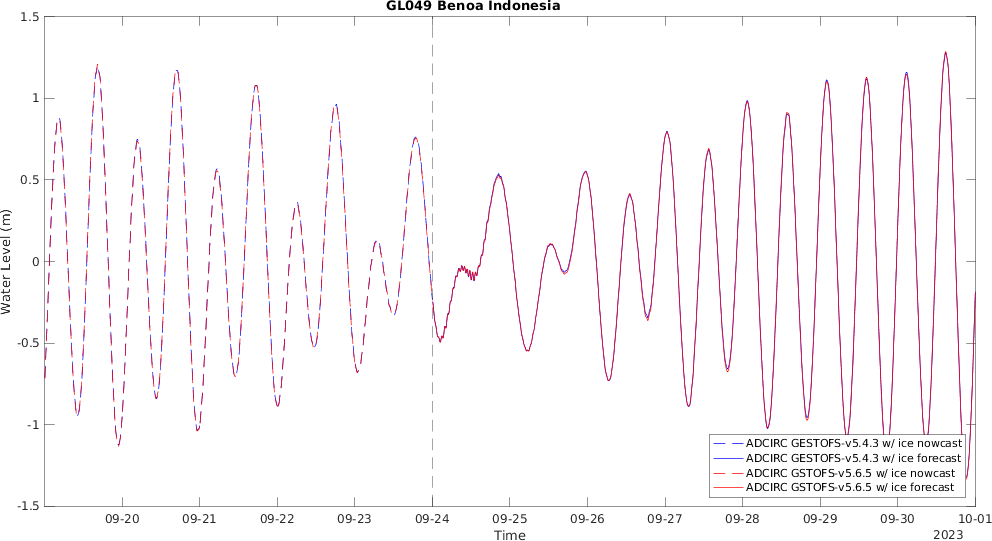 GL049 Benoa Indonesia
1.5
1
0.5
0
-0.5
-1
-1.5
Water Level (m)
ADCIRC GESTOFS-v5.4.3 w/ ice nowcast
ADCIRC GESTOFS-v5.4.3 w/ ice forecast
ADCIRC GSTOFS-v5.6.5 w/ ice nowcast
ADCIRC GSTOFS-v5.6.5 w/ ice forecast
09-20 09-21 09-22 09-23 09-24 09-25 09-26 09-27 09-28 09-29 09-30 10-01
Time
2023